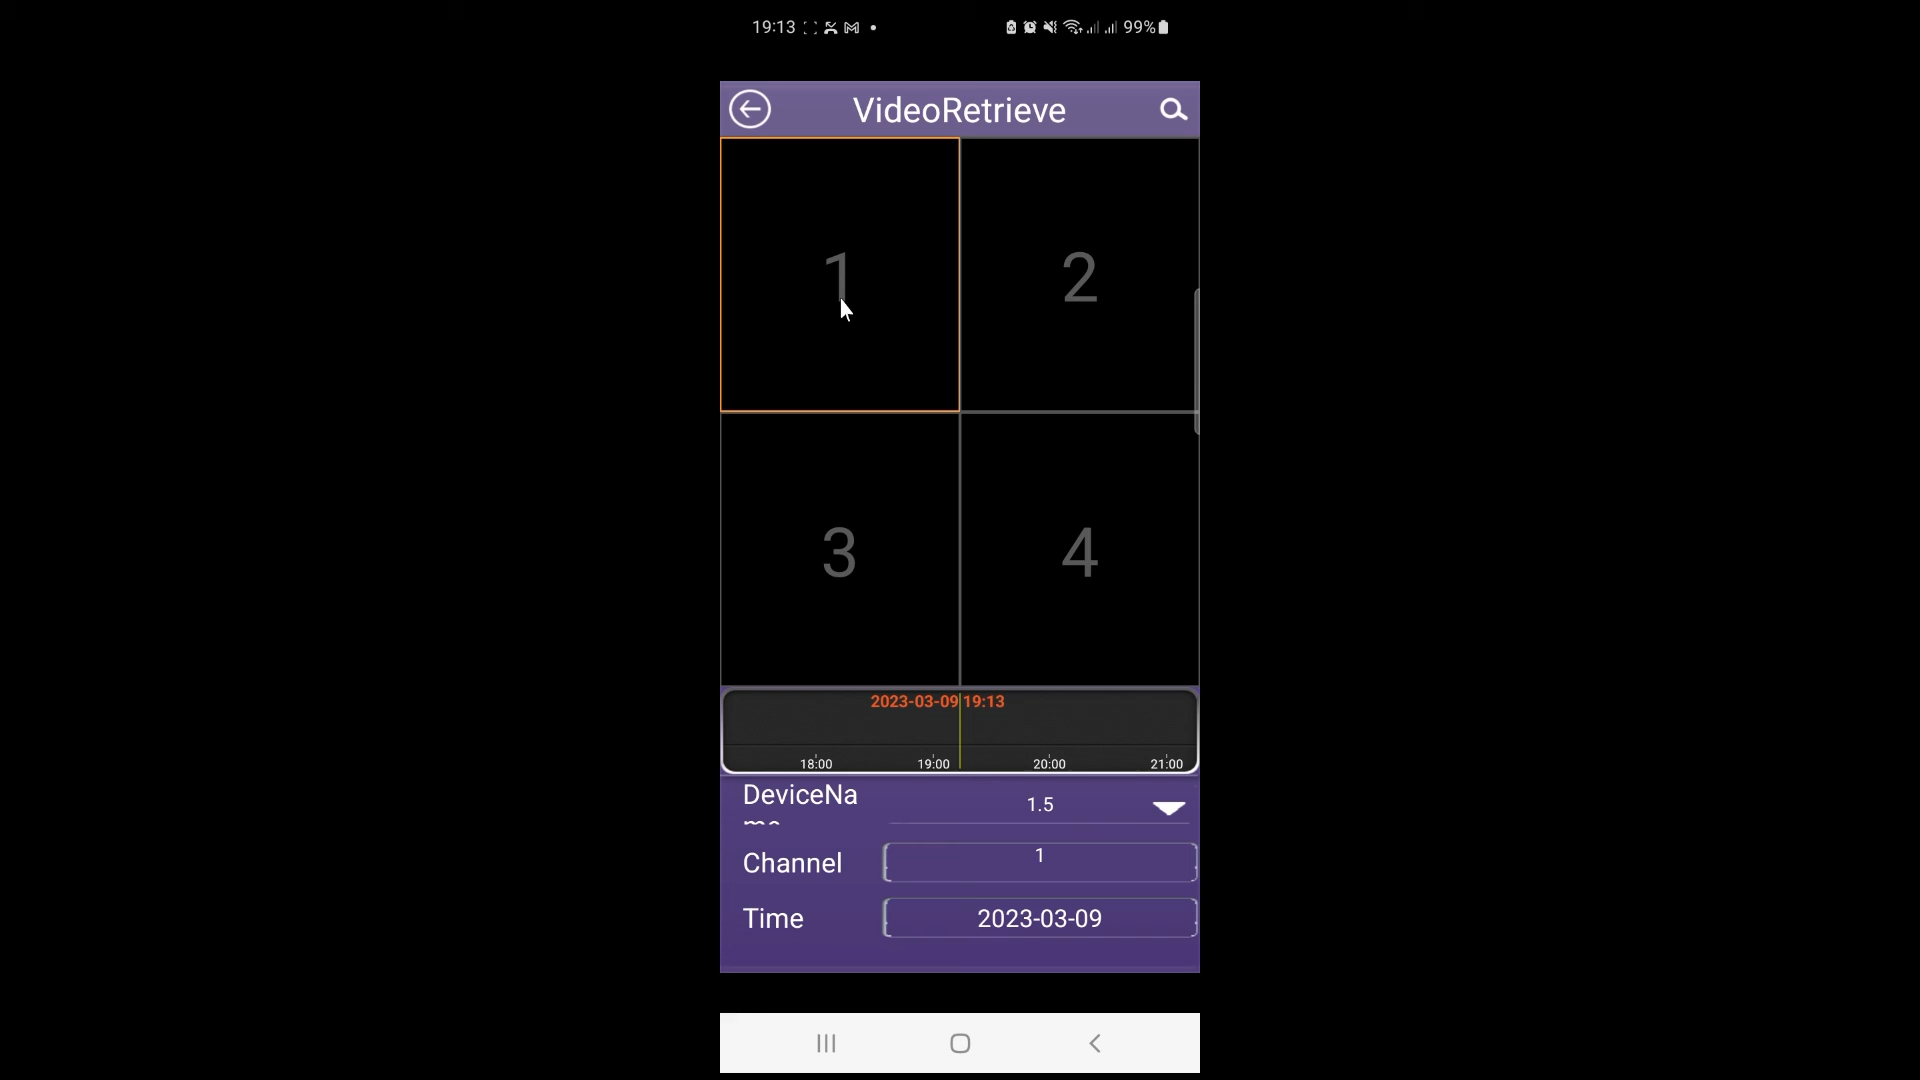 19:13 99%
VideoRetrieve
1 2
3 4
2023-03-09 19:13
18:00 19:00 20:00 21:00
DeviceNa 1.5
Channel 1
Time 2023-03-09